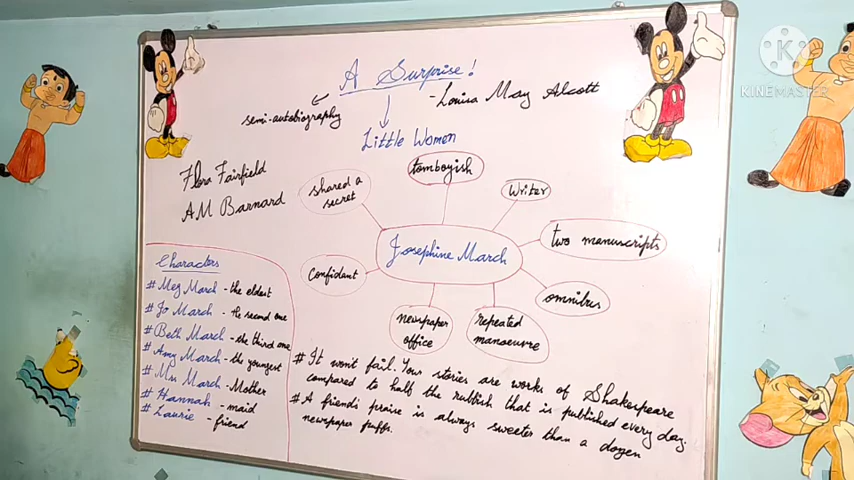 A Surprise!
- Louisa May Alcott
semi-autobiography
Little Women
Flora Fairfield
A.M Barnard
shared a
secret
tomboyish
Writer
two manuscripts
Josephine March
confidant
omnibus
newspaper
office
repeated
manoeuvre
Characters
# Meg March - the eldest
# Jo March - the second one
# Beth March - the third one
# Amy March - the youngest
# Mrs March - Mother
# Hannah - maid
# Laurie - friend
# It won't fail. Your stories are works of Shakespeare
compared to half the rubbish that is published every day.
# A friend's praise is always sweeter than a dozen
newspaper puffs.
K
KINEMASTER